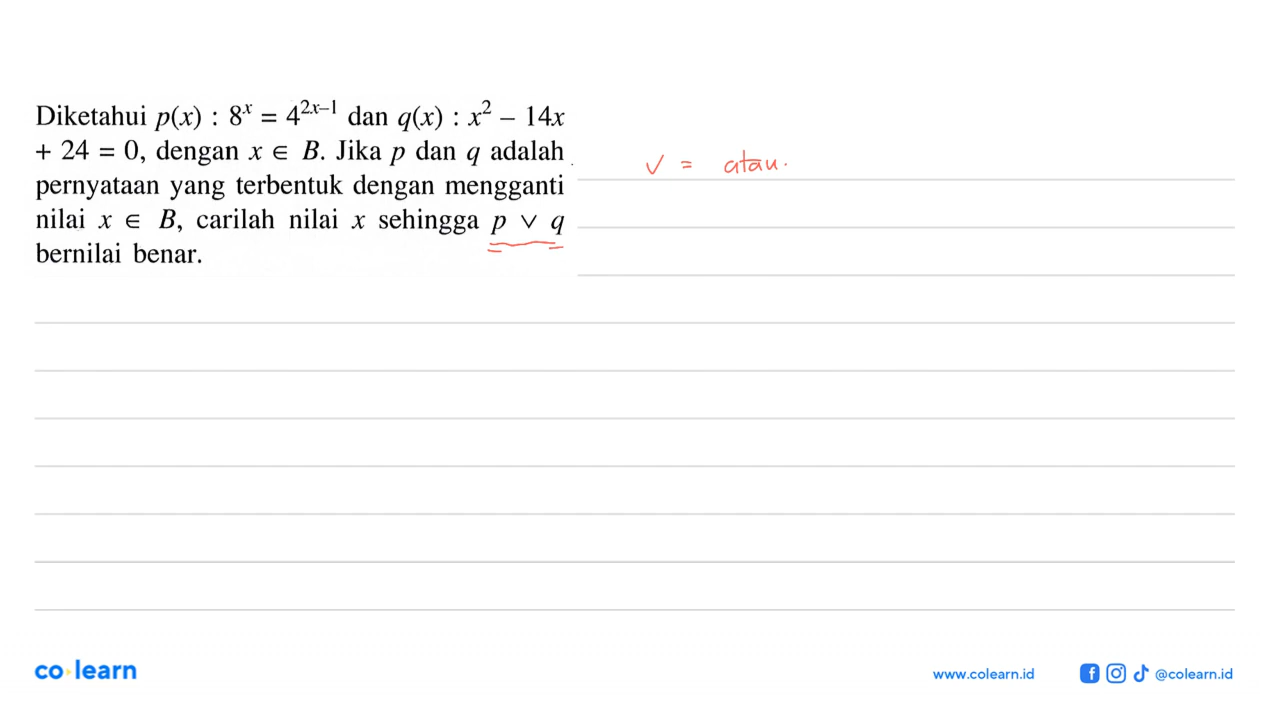 Diketahui p(x) : 8^x = 4^{2x–1} dan q(x) : x^2 – 14x
+ 24 = 0, dengan x ∈ B. Jika p dan q adalah
pernyataan yang terbentuk dengan mengganti
nilai x ∈ B, carilah nilai x sehingga p ∨ q
bernilai benar.
∨ = atau.
co learn
www.colearn.id
@colearn.id